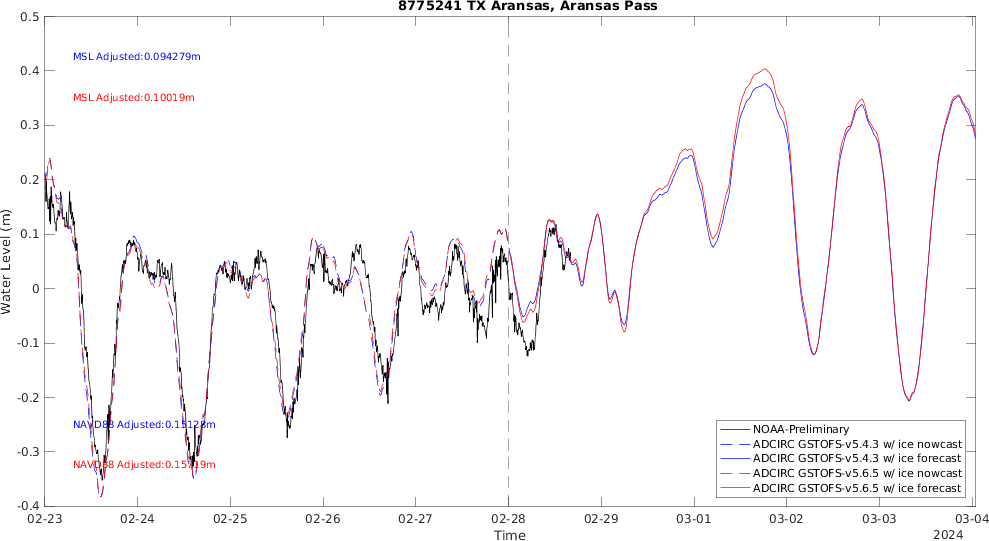 8775241 TX Aransas, Aransas Pass
0.5
0.4
0.3
0.2
0.1
0
-0.1
-0.2
-0.3
-0.4
Water Level (m)
MSL Adjusted:0.094279m
MSL Adjusted:0.10019m
NAVD88 Adjusted:0.15128m
NAVD88 Adjusted:0.15719m
NOAA-Preliminary
ADCIRC GSTOFS-v5.4.3 w/ ice nowcast
ADCIRC GSTOFS-v5.4.3 w/ ice forecast
ADCIRC GSTOFS-v5.6.5 w/ ice nowcast
ADCIRC GSTOFS-v5.6.5 w/ ice forecast
02-23 02-24 02-25 02-26 02-27 02-28 02-29 03-01 03-02 03-03 03-04
Time
2024